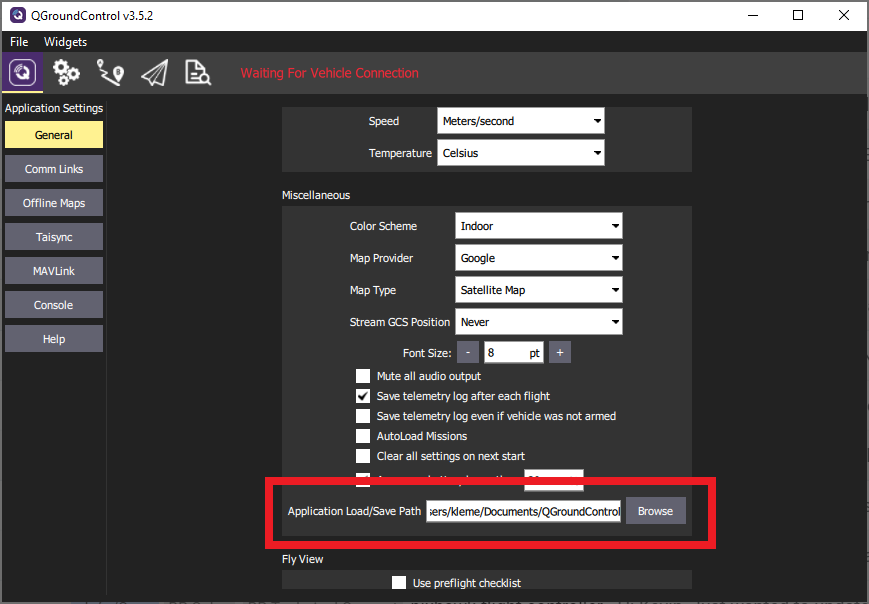 QGroundControl v3.5.2
File Widgets
Waiting For Vehicle Connection
Application Settings
General
Comm Links
Offline Maps
Taisync
MAVLink
Console
Help
Speed Meters/second
Temperature Celsius
Miscellaneous
Color Scheme Indoor
Map Provider Google
Map Type Satellite Map
Stream GCS Position Never
Font Size: - 8 pt +
Mute all audio output
Save telemetry log after each flight
Save telemetry log even if vehicle was not armed
AutoLoad Missions
Clear all settings on next start
Application Load/Save Path sers/kleme/Documents/QGroundControl Browse
Fly View
Use preflight checklist